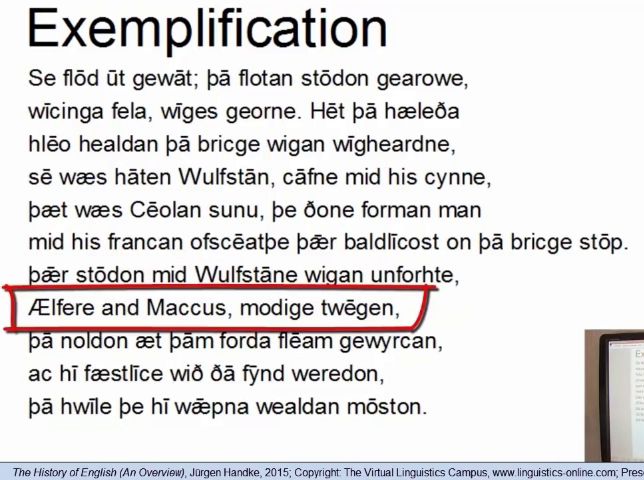 Exemplification
Se flōd ūt gewāt; þā flotan stōdon gearowe,
wīcinga fela, wīges georne. Hēt þā hæleða
hlēo healdan þā bricge wigan wīgheardne,
sē wæs hāten Wulfstān, cāfne mid his cynne,
þæt wæs Cēolan sunu, þe ðone forman man
mid his francan ofscēatþe þǣr baldlīcost on þā bricge stōp.
þǣr stōdon mid Wulfstāne wigan unforhte,
Ælfere and Maccus, modige twēgen,
þā noldon æt þām forda flēam gewyrcan,
ac hī fæstlīce wið ðā fȳnd weredon,
þā hwīle þe hī wǣpna wealdan mōston.
The History of English (An Overview), Jürgen Handke, 2015; Copyright: The Virtual Linguistics Campus, www.linguistics-online.com; Pres